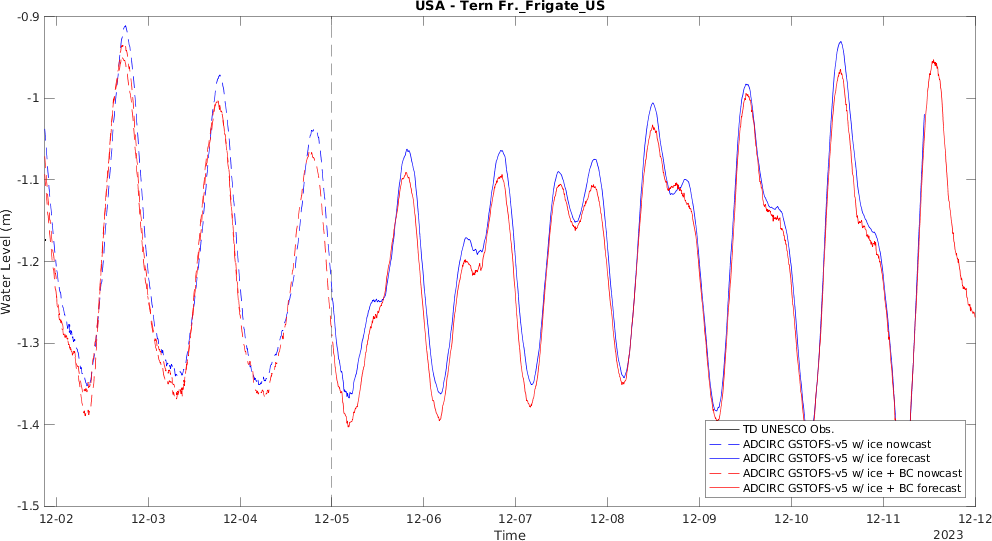 USA - Tern Fr._Frigate_US
-0.9
-1
-1.1
-1.2
-1.3
-1.4
-1.5
Water Level (m)
TD UNESCO Obs.
ADCIRC GSTOFS-v5 w/ ice nowcast
ADCIRC GSTOFS-v5 w/ ice forecast
ADCIRC GSTOFS-v5 w/ ice + BC nowcast
ADCIRC GSTOFS-v5 w/ ice + BC forecast
12-02 12-03 12-04 12-05 12-06 12-07 12-08 12-09 12-10 12-11 12-12
Time
2023